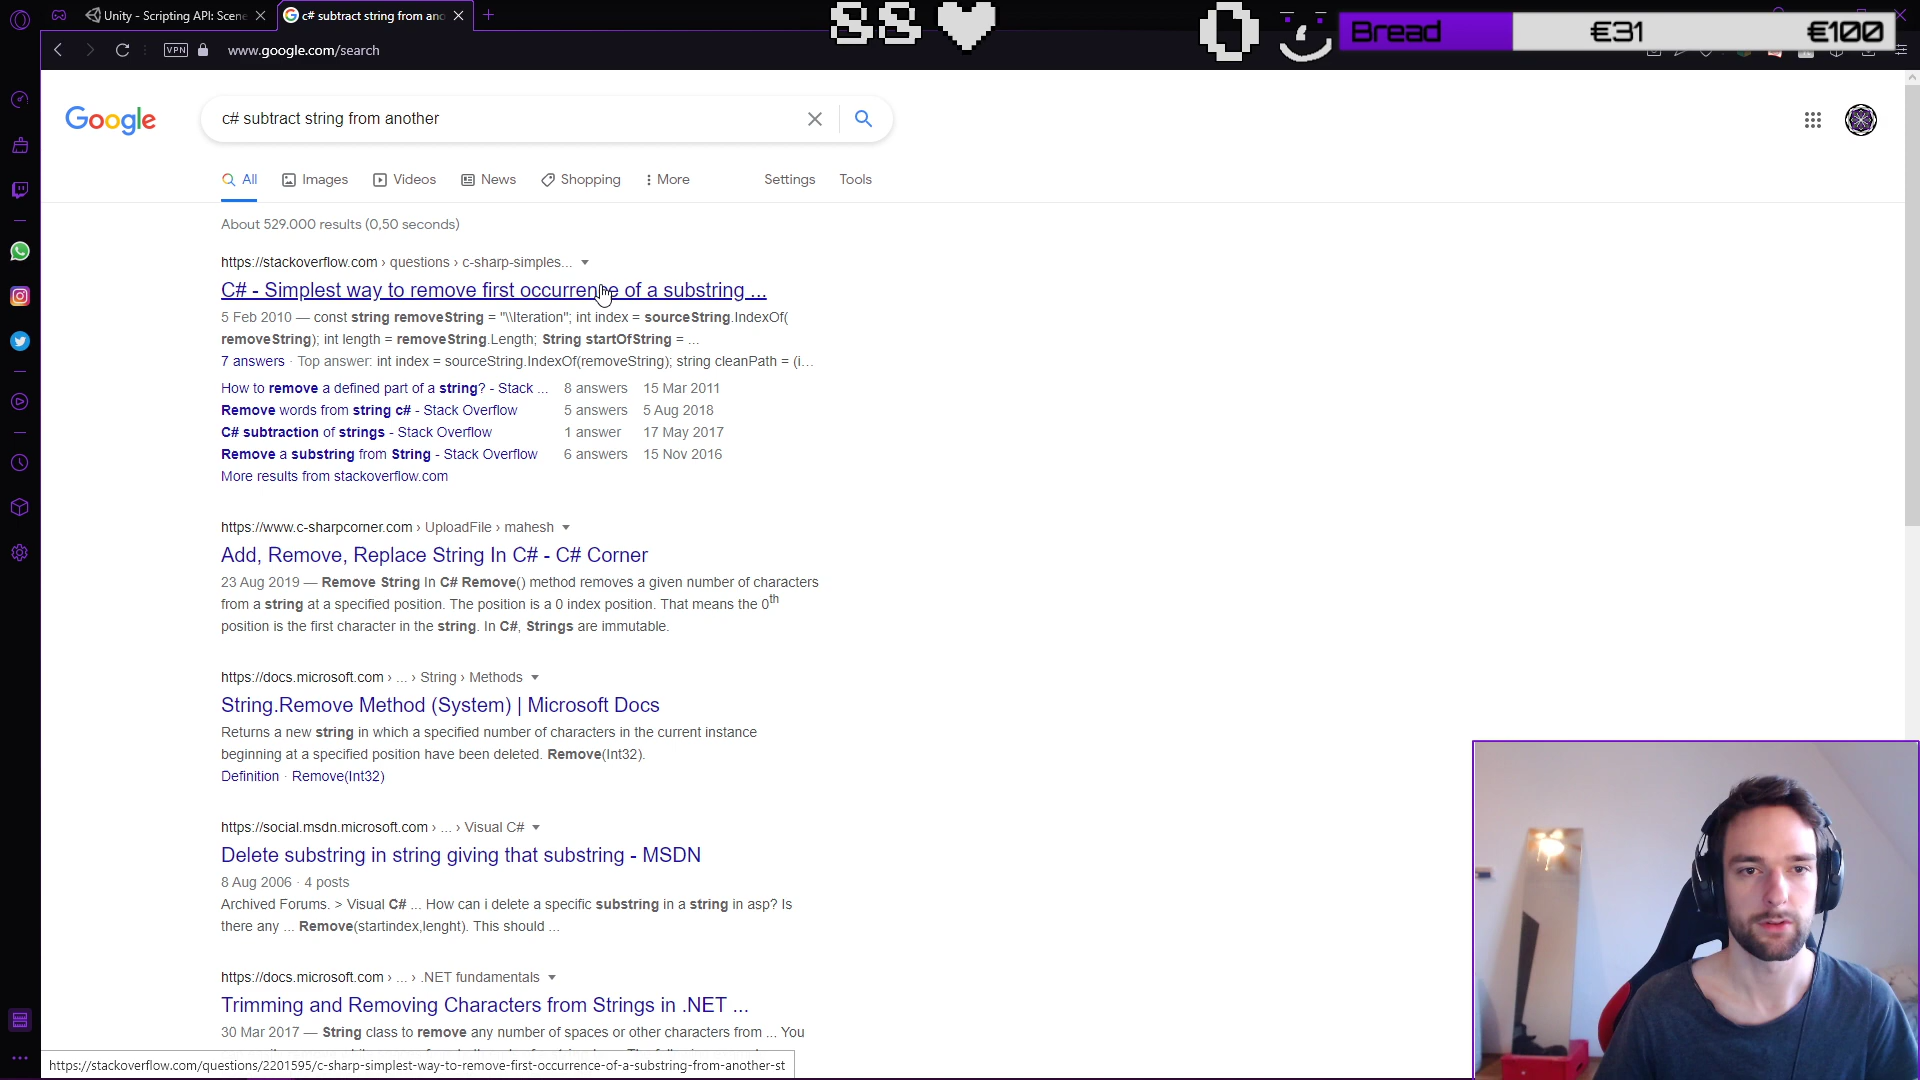 Unity - Scripting API: Scene
c# subtract string from ano
SS
0
Bread
€31
€100
VPN
www.google.com/search
Google
c# subtract string from another
All
Images
Videos
News
Shopping
More
Settings
Tools
About 529.000 results (0,50 seconds)
https://stackoverflow.com › questions › c-sharp-simples...
C# - Simplest way to remove first occurrence of a substring ...
5 Feb 2010 — const string removeString = "\\Iteration"; int index = sourceString.IndexOf(
removeString); int length = removeString.Length; String startOfString = ...
7 answers · Top answer: int index = sourceString.IndexOf(removeString); string cleanPath = (i...
How to remove a defined part of a string? - Stack ... 8 answers 15 Mar 2011
Remove words from string c# - Stack Overflow 5 answers 5 Aug 2018
C# subtraction of strings - Stack Overflow 1 answer 17 May 2017
Remove a substring from String - Stack Overflow 6 answers 15 Nov 2016
More results from stackoverflow.com
https://www.c-sharpcorner.com › UploadFile › mahesh
Add, Remove, Replace String In C# - C# Corner
23 Aug 2019 — Remove String In C# Remove() method removes a given number of characters
from a string at a specified position. The position is a 0 index position. That means the 0th
position is the first character in the string. In C#, Strings are immutable.
https://docs.microsoft.com › ... › String › Methods
String.Remove Method (System) | Microsoft Docs
Returns a new string in which a specified number of characters in the current instance
beginning at a specified position have been deleted. Remove(Int32).
Definition · Remove(Int32)
https://social.msdn.microsoft.com › ... › Visual C#
Delete substring in string giving that substring - MSDN
8 Aug 2006 · 4 posts
Archived Forums. > Visual C# ... How can i delete a specific substring in a string in asp? Is
there any ... Remove(startindex,lenght). This should ...
https://docs.microsoft.com › ... › .NET fundamentals
Trimming and Removing Characters from Strings in .NET ...
30 Mar 2017 — String class to remove any number of spaces or other characters from ... You
https://stackoverflow.com/questions/2201595/c-sharp-simplest-way-to-remove-first-occurrence-of-a-substring-from-another-st